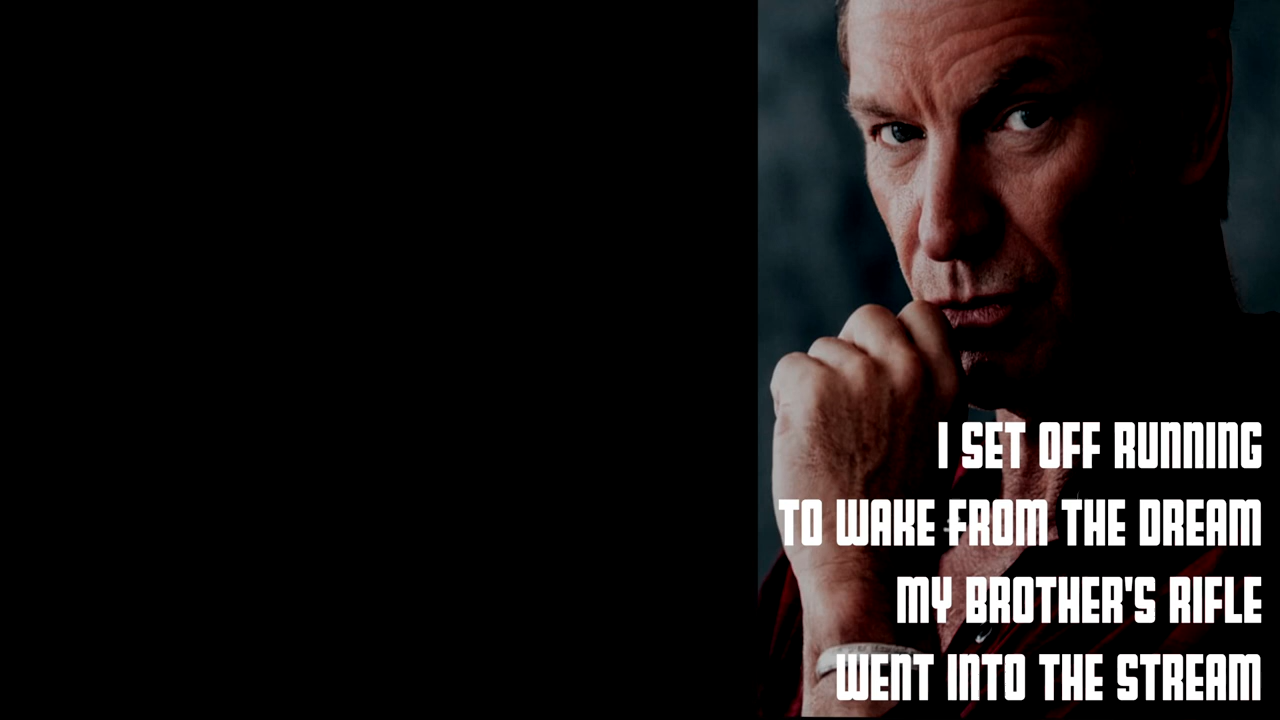 I SET OFF RUNNING
TO WAKE FROM THE DREAM
MY BROTHER'S RIFLE
WENT INTO THE STREAM